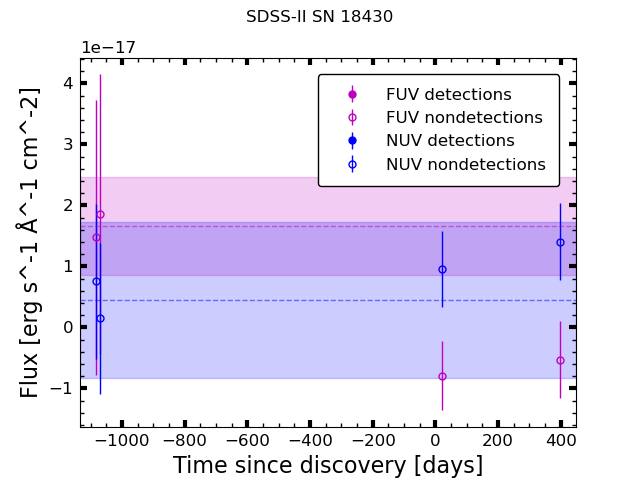 SDSS-II SN 18430
1e−17
FUV detections
FUV nondetections
NUV detections
NUV nondetections
4
3
2
1
0
−1
Flux [erg s^-1 Å^-1 cm^-2]
−1000 −800 −600 −400 −200 0 200 400
Time since discovery [days]